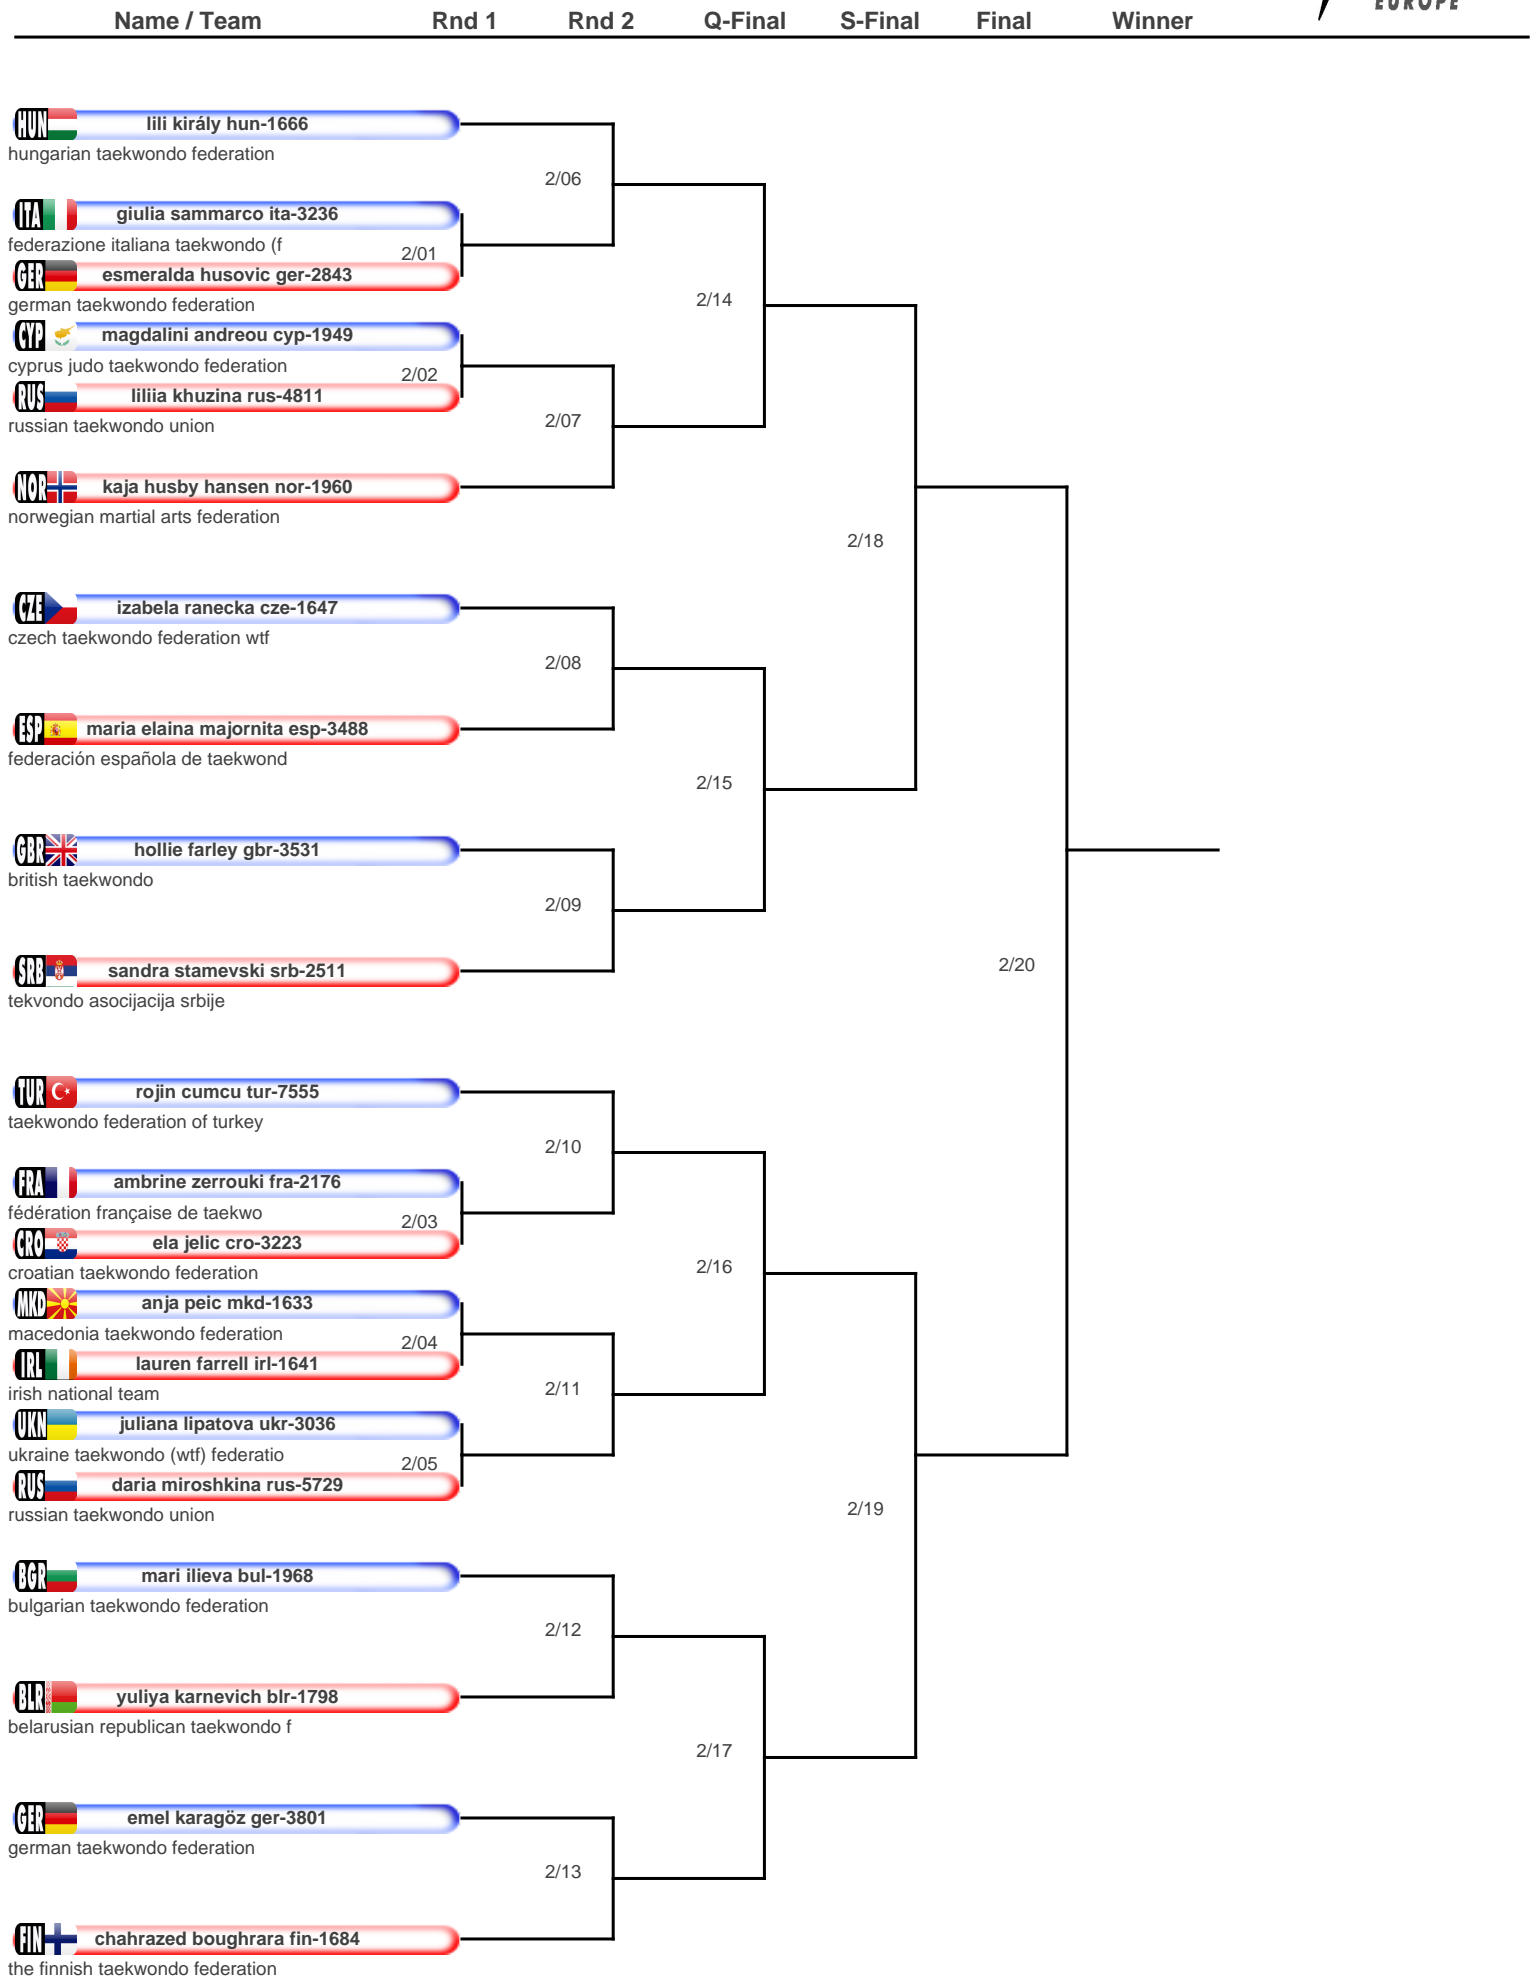 EUROPE
Name / Team Rnd 1 Rnd 2 Q-Final S-Final Final Winner
HUN lili király hun-1666
hungarian taekwondo federation
2/06
ITA giulia sammarco ita-3236
federazione italiana taekwondo (f
2/01
GER esmeralda husovic ger-2843
german taekwondo federation
2/14
CYP magdalini andreou cyp-1949
cyprus judo taekwondo federation
2/02
RUS liliia khuzina rus-4811
russian taekwondo union
2/07
NOR kaja husby hansen nor-1960
norwegian martial arts federation
2/18
CZE izabela ranecka cze-1647
czech taekwondo federation wtf
2/08
ESP maria elaina majornita esp-3488
federación española de taekwond
2/15
GBR hollie farley gbr-3531
british taekwondo
2/09
SRB sandra stamevski srb-2511
2/20
tekvondo asocijacija srbije
TUR rojin cumcu tur-7555
taekwondo federation of turkey
2/10
FRA ambrine zerrouki fra-2176
fédération française de taekwo
2/03
CRO ela jelic cro-3223
croatian taekwondo federation
2/16
MKD anja peic mkd-1633
macedonia taekwondo federation
2/04
IRL lauren farrell irl-1641
irish national team
2/11
UKN juliana lipatova ukr-3036
ukraine taekwondo (wtf) federatio
2/05
RUS daria miroshkina rus-5729
russian taekwondo union
2/19
BGR mari ilieva bul-1968
bulgarian taekwondo federation
2/12
BLR yuliya karnevich blr-1798
belarusian republican taekwondo f
2/17
GER emel karagöz ger-3801
german taekwondo federation
2/13
FIN chahrazed boughrara fin-1684
the finnish taekwondo federation